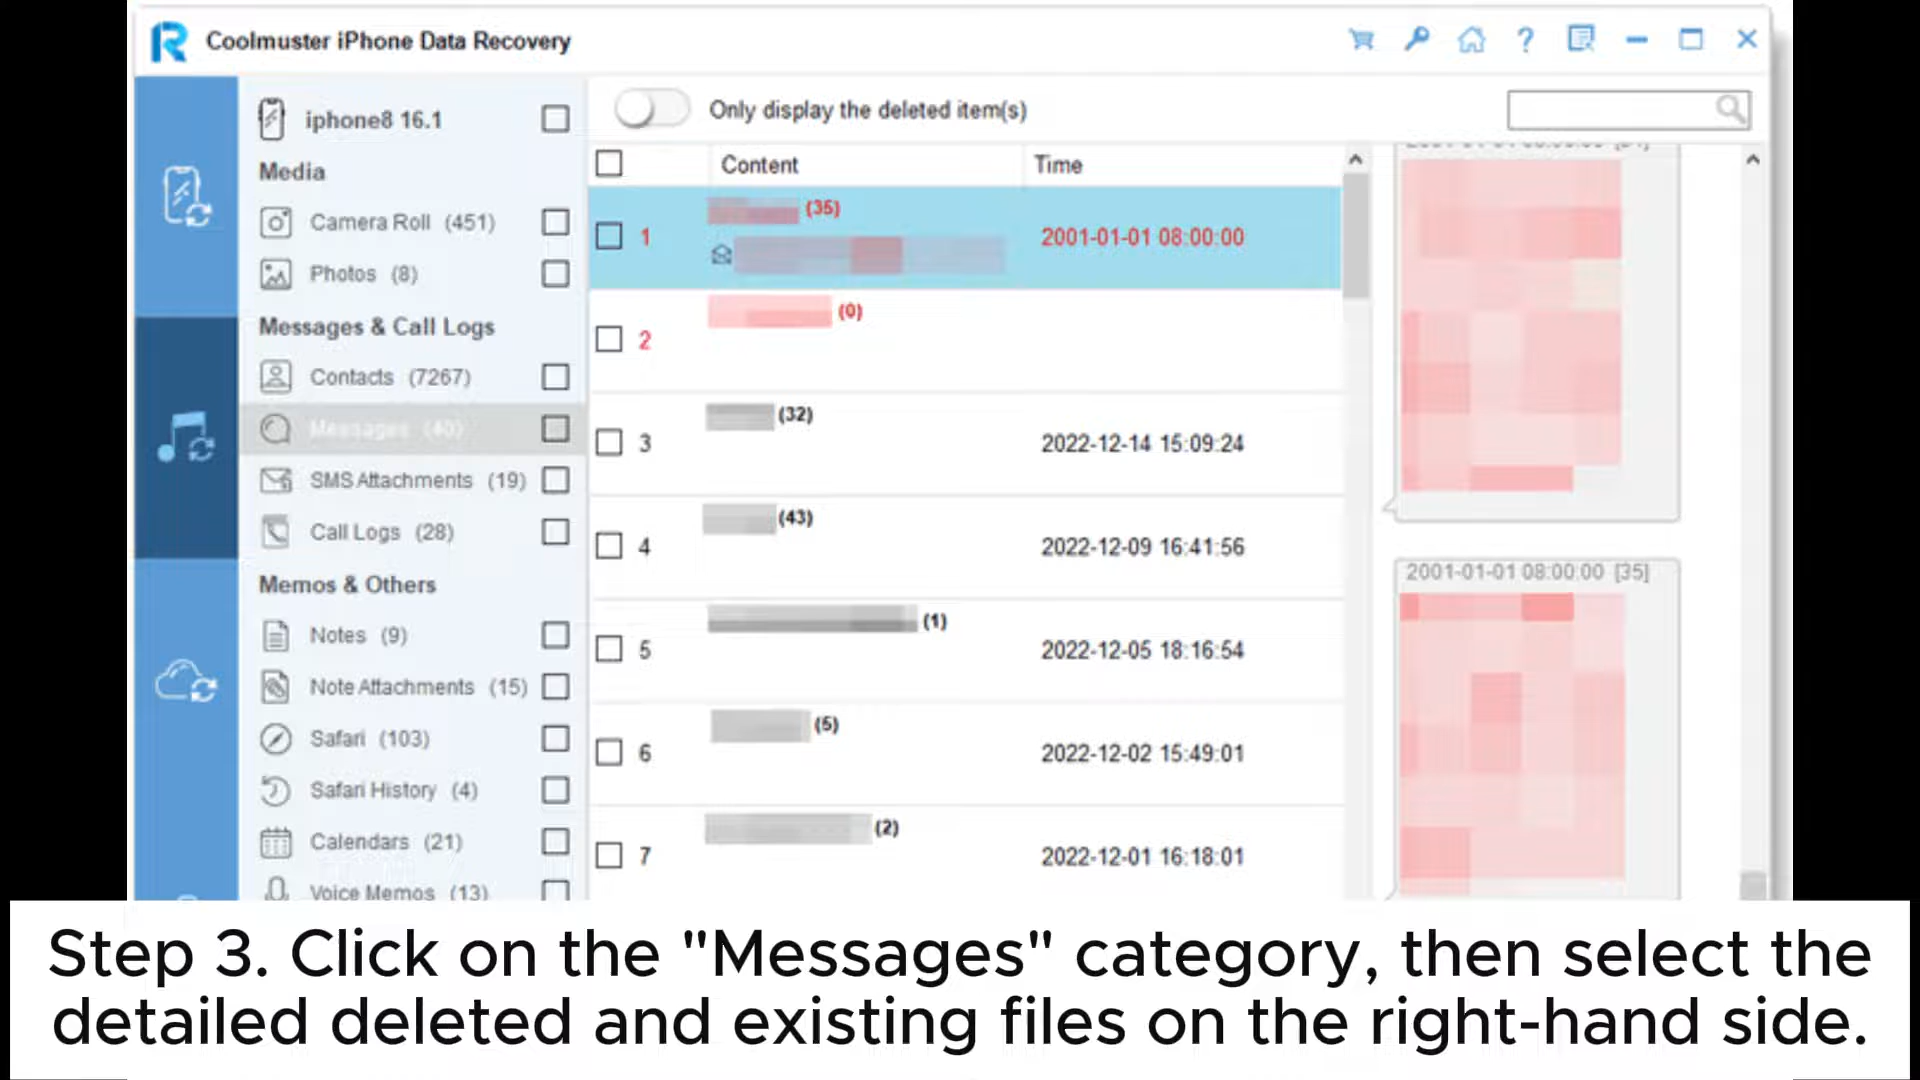 Coolmuster iPhone Data Recovery
iphone8 16.1
Only display the deleted item(s)
Media
Content
Time
Camera Roll (451)
(35)
1
2001-01-01 08:00:00
Photos (8)
Messages & Call Logs
(0)
2
Contacts (7267)
Messages (40)
(32)
3
2022-12-14 15:09:24
SMS Attachments (19)
Call Logs (28)
(43)
4
2022-12-09 16:41:56
Memos & Others
2001-01-01 08:00:00 [35]
Notes (9)
(1)
5
2022-12-05 18:16:54
Note Attachments (15)
Safari (103)
(5)
6
2022-12-02 15:49:01
Safari History (4)
Calendars (21)
(2)
7
2022-12-01 16:18:01
Voice Memos (13)
Step 3. Click on the "Messages" category, then select the
detailed deleted and existing files on the right-hand side.